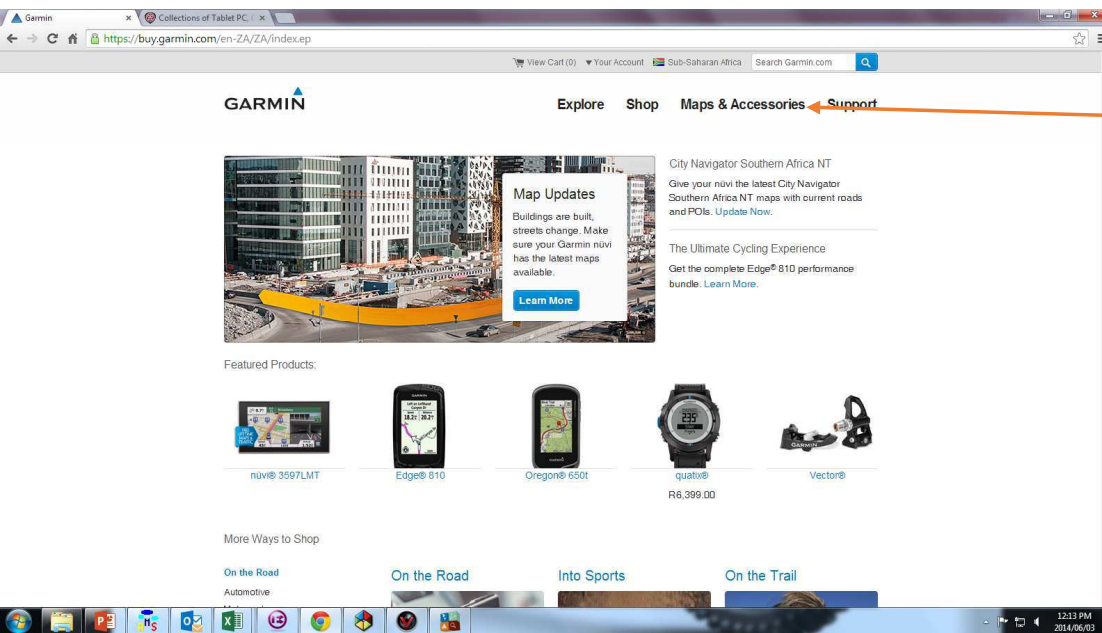 Garmin
Collections of Tablet PC, (
https://buy.garmin.com/en-ZA/ZA/index.ep
View Cart (0) ▼ Your Account Sub-Saharan Africa Search Garmin.com
GARMIN
Explore Shop Maps & Accessories Support
Map Updates
Buildings are built,
streets change. Make
sure your Garmin nüvi
has the latest maps
available.
Learn More
City Navigator Southern Africa NT
Give your nüvi the latest City Navigator
Southern Africa NT maps with current roads
and POIs. Update Now.
The Ultimate Cycling Experience
Get the complete Edge® 810 performance
bundle. Learn More.
Featured Products:
nüvi® 3597LMT
Edge® 810
Oregon® 650t
quatix®
R6,399.00
Vector®
More Ways to Shop
On the Road
Automotive
On the Road
Into Sports
On the Trail
12:13 PM
2014/06/03